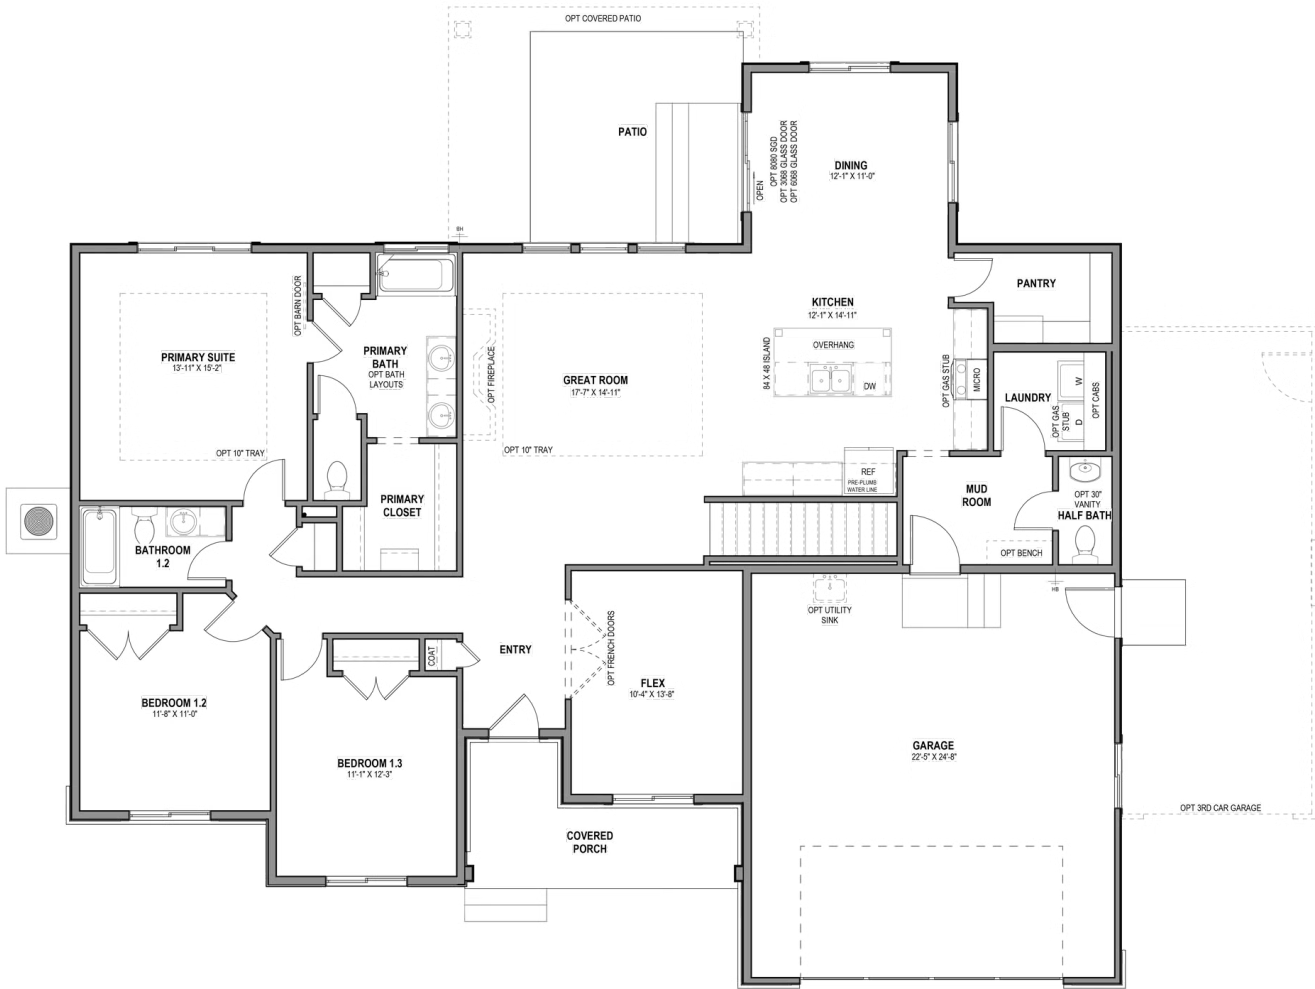 OPT COVERED PATIO
PATIO
OPEN
OPT 8080 SGD
OPT 3068 GLASS DOOR
OPT 6068 GLASS DOOR
DINING
12'-1" X 11'-0"
BH
OPT BARN DOOR
PRIMARY SUITE
13'-11" X 15'-2"
OPT 10" TRAY
PRIMARY
BATH
OPT BATH
LAYOUTS
OPT FIREPLACE
GREAT ROOM
17'-7" X 14'-11"
OPT 10" TRAY
KITCHEN
12'-1" X 14'-11"
OVERHANG
84 X 48 ISLAND
DW
OPT GAS STUB
MICRO
PANTRY
LAUNDRY
W
D
OPT GAS
STUB
OPT CABS
REF
PRE-PLUMB
WATER LINE
MUD
ROOM
OPT 30"
VANITY
HALF BATH
OPT BENCH
PRIMARY
CLOSET
BATHROOM
1.2
HB
OPT UTILITY
SINK
COAT
ENTRY
OPT FRENCH DOORS
FLEX
10'-4" X 13'-8"
BEDROOM 1.2
11'-8" X 11'-0"
BEDROOM 1.3
11'-1" X 12'-3"
GARAGE
22'-5" X 24'-8"
OPT 3RD CAR GARAGE
COVERED
PORCH